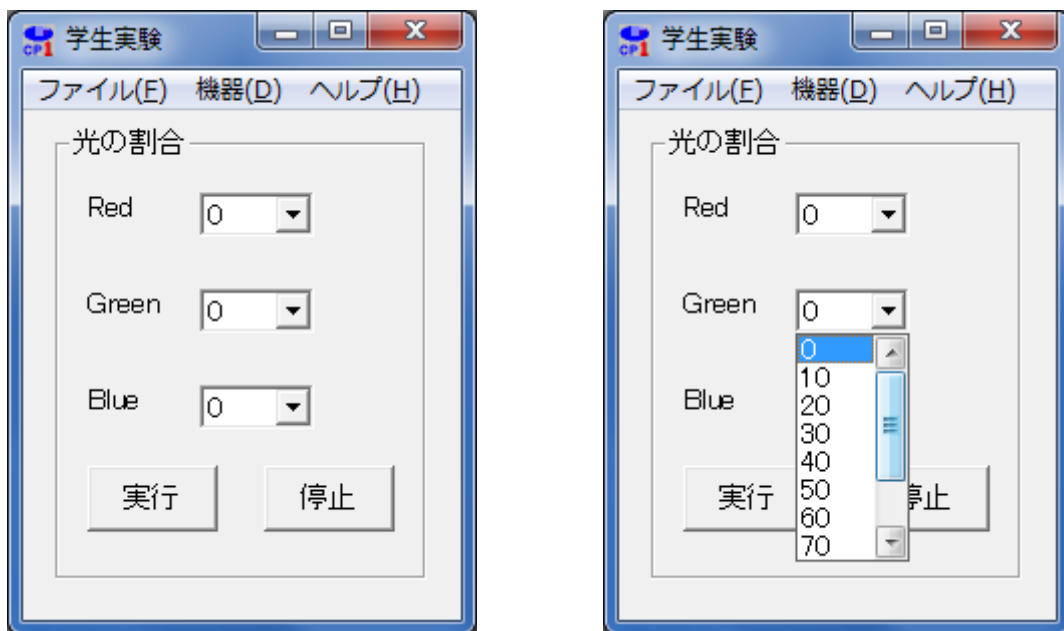 CP1 学生実験
ファイル(F) 機器(D) ヘルプ(H)
光の割合
Red 0
Green 0
Blue 0
実行 停止
CP1 学生実験
ファイル(F) 機器(D) ヘルプ(H)
光の割合
Red 0
Green 0
0
10
20
30
40
50
60
70
Blue
実行 停止